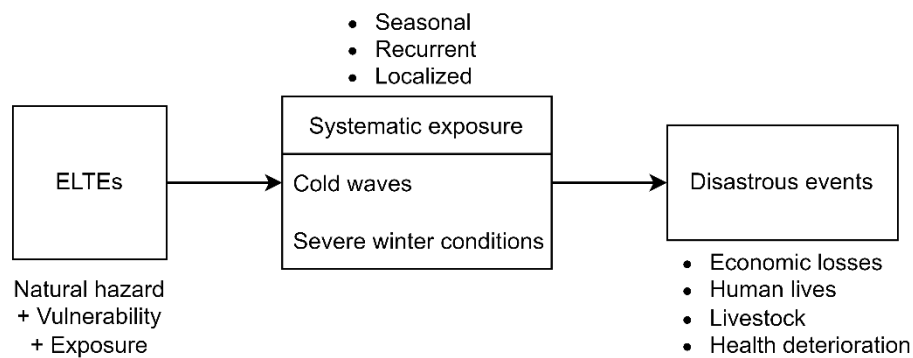 • Seasonal
• Recurrent
• Localized
ELTEs
Natural hazard
+ Vulnerability
+ Exposure
Systematic exposure
Cold waves
Severe winter conditions
Disastrous events
• Economic losses
• Human lives
• Livestock
• Health deterioration